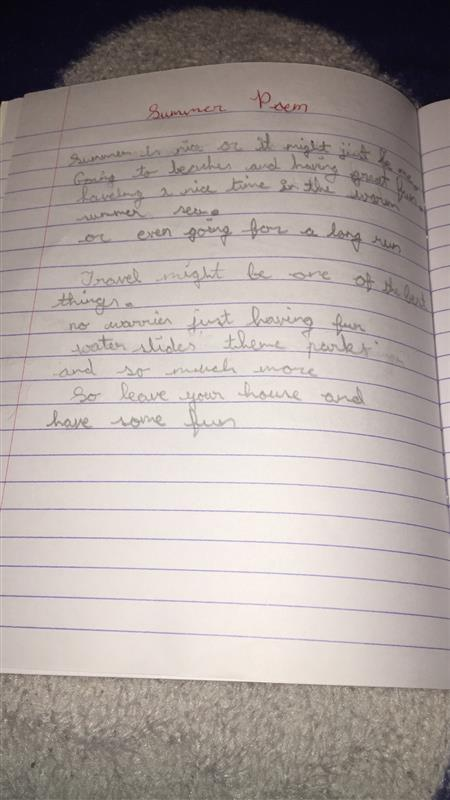 Summer Poem
Summer Is nice or it might just be me.
Going to beaches and having great fun.
haveing a nice time in the warm
summer sea.
or even going for a long run
Travel might be one of the best
things.
no worries just having fun
water slides theme parks
and so much more
So leave your house and
have some fun